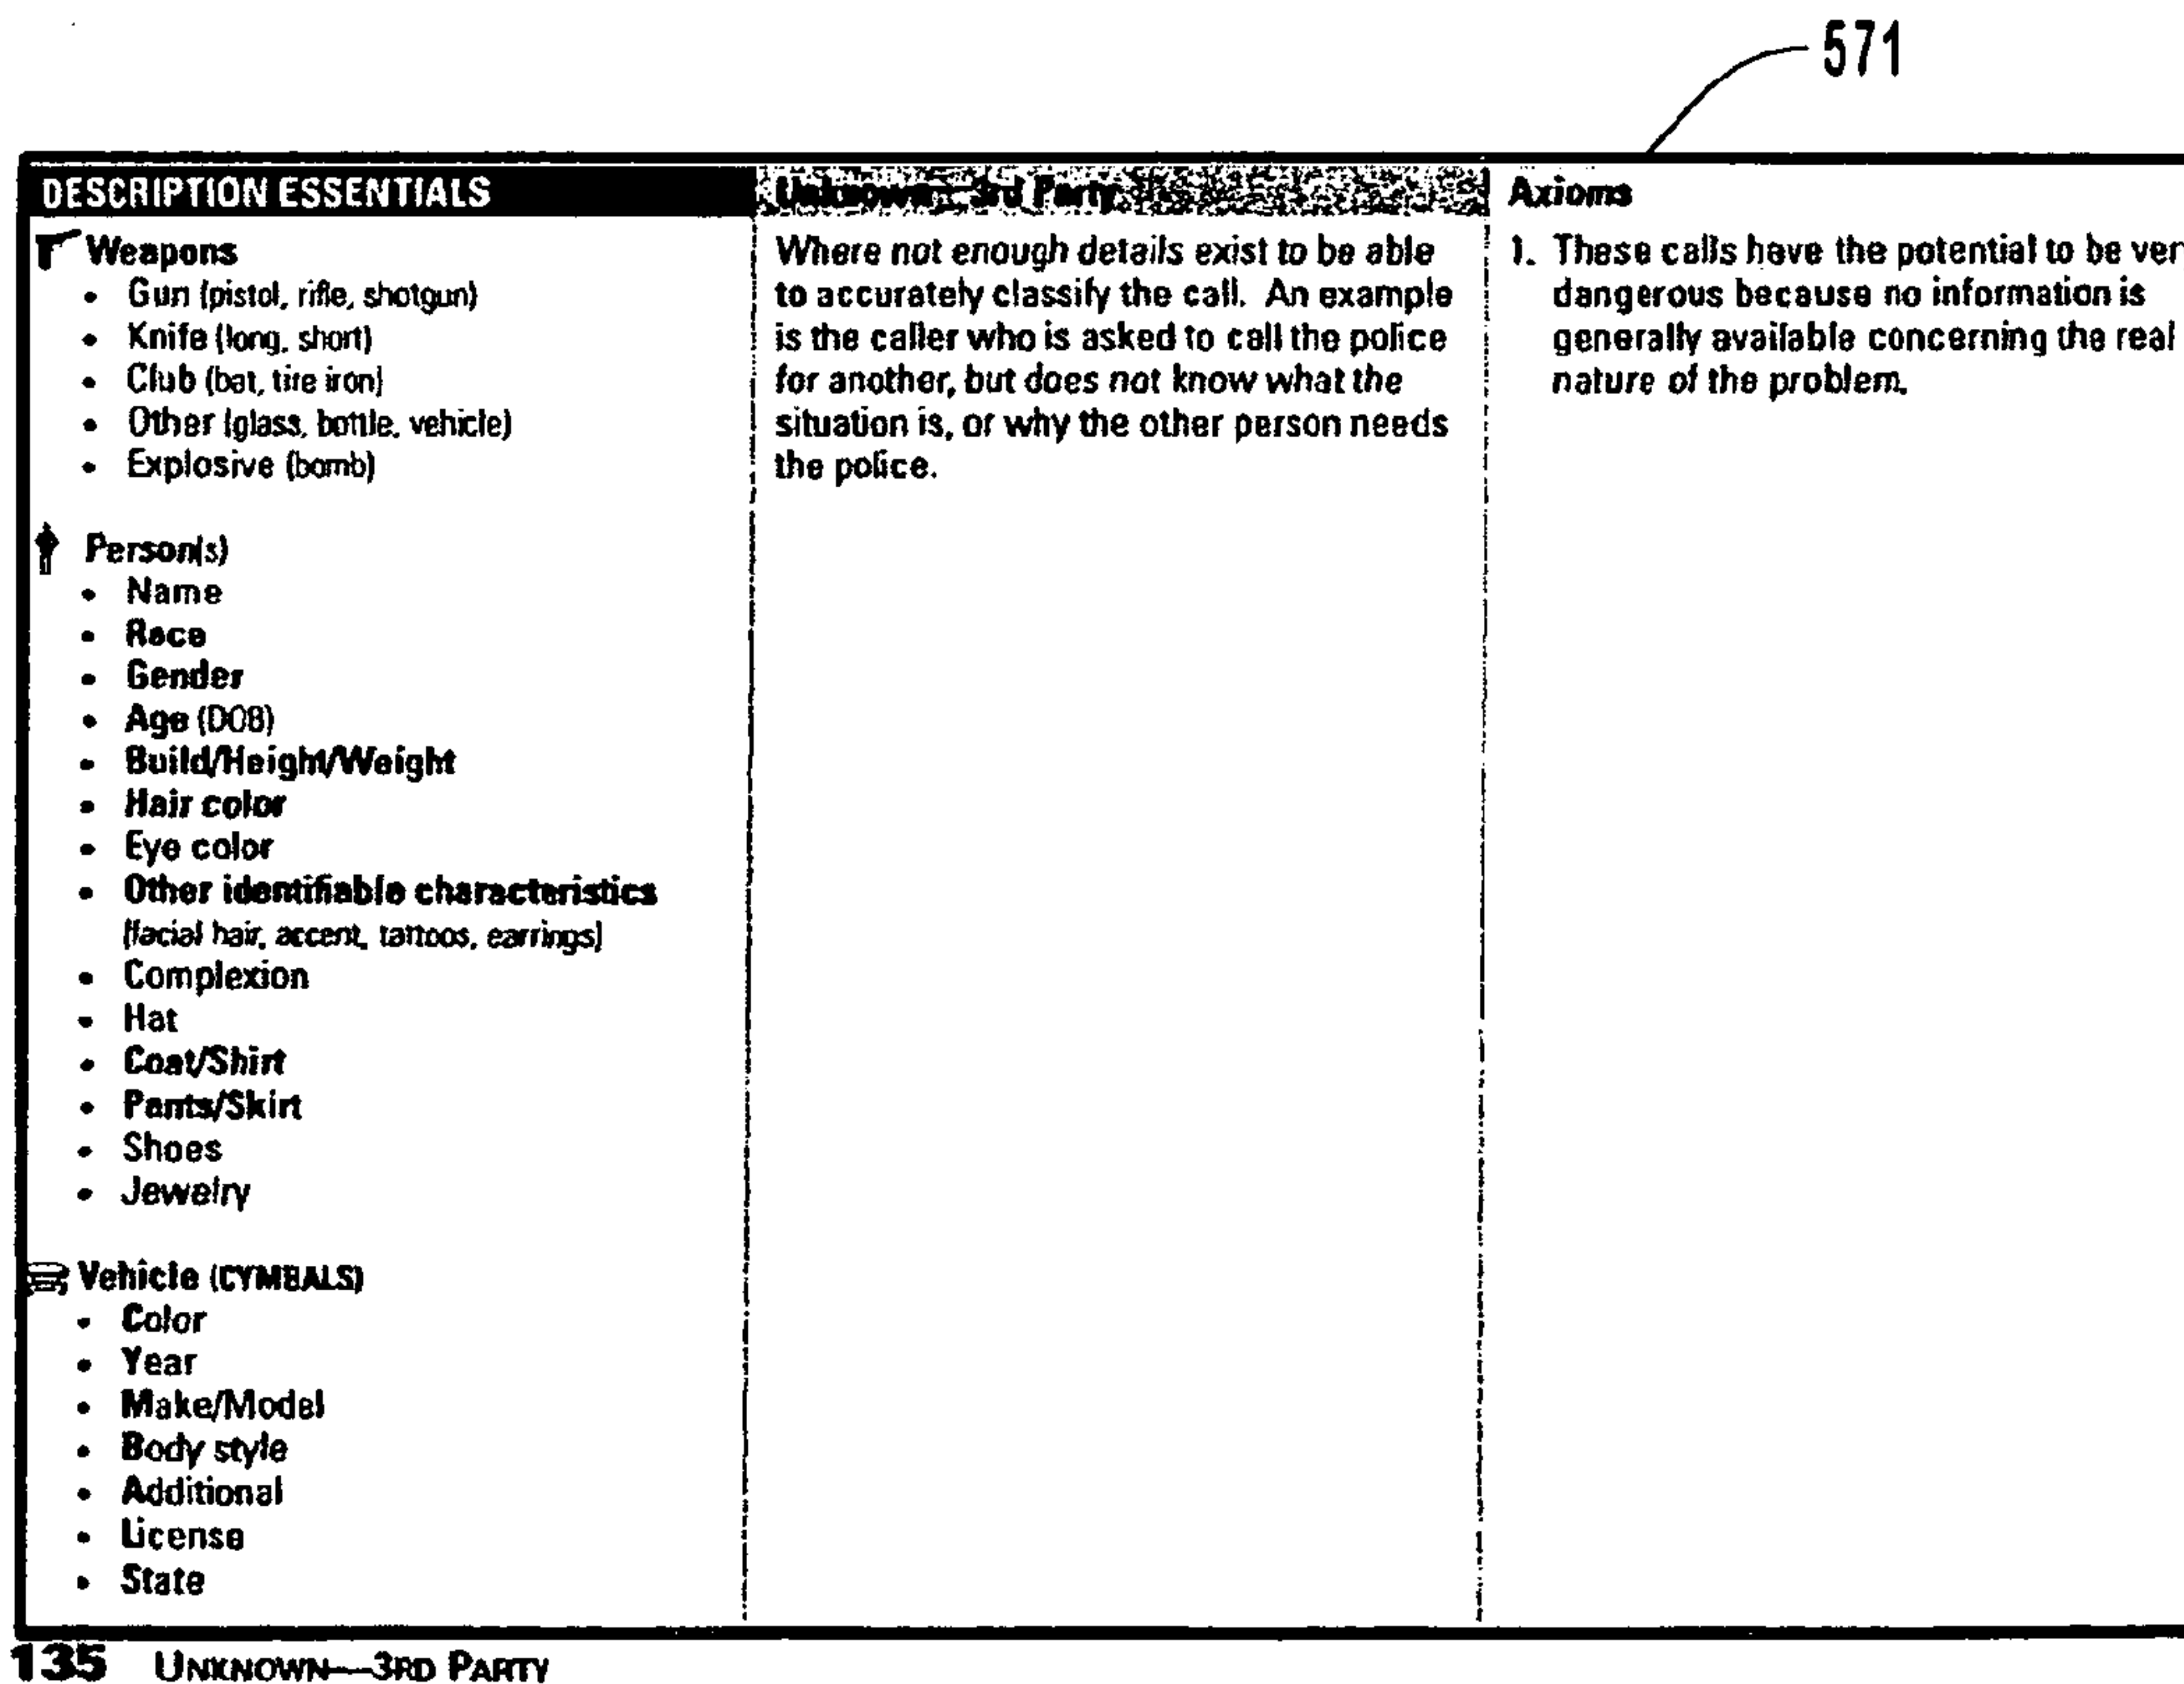 571
DESCRIPTION ESSENTIALS
Weapons
• Gun (pistol, rifle, shotgun)
• Knife (long, short)
• Club (bat, tire iron)
• Other (glass, bottle, vehicle)
• Explosive (bomb)
Person(s)
• Name
• Race
• Gender
• Age (DOB)
• Build/Height/Weight
• Hair color
• Eye color
• Other identifiable characteristics
(facial hair, accent, tattoos, earrings)
• Complexion
• Hat
• Coat/Shirt
• Pants/Skirt
• Shoes
• Jewelry
Vehicle (CYMBALS)
• Color
• Year
• Make/Model
• Body style
• Additional
• License
• State
Unknown—3rd Party
Where not enough details exist to be able
to accurately classify the call. An example
is the caller who is asked to call the police
for another, but does not know what the
situation is, or why the other person needs
the police.
Axioms
1. These calls have the potential to be ver
dangerous because no information is
generally available concerning the real
nature of the problem.
135 UNKNOWN—3RD PARTY